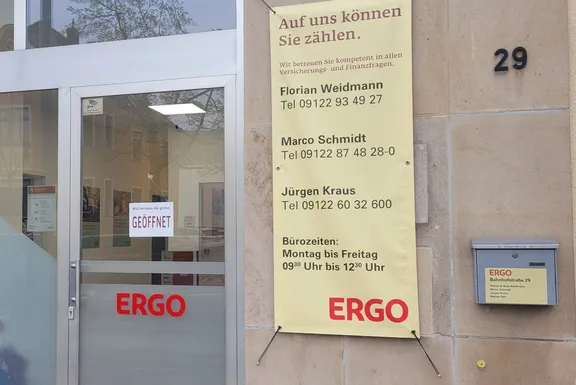 Auf uns können
Sie zählen.
Wir betreuen Sie kompetent in allen
Versicherungs- und Finanzfragen.
Florian Weidmann
Tel 09122 93 49 27
Marco Schmidt
Tel 09122 87 48 28-0
Jürgen Kraus
Tel 09122 60 32 600
Bürozeiten:
Montag bis Freitag
09³⁰ Uhr bis 12³⁰ Uhr
ERGO
GEÖFFNET
ERGO
29
ERGO
Bahnhofstraße 29